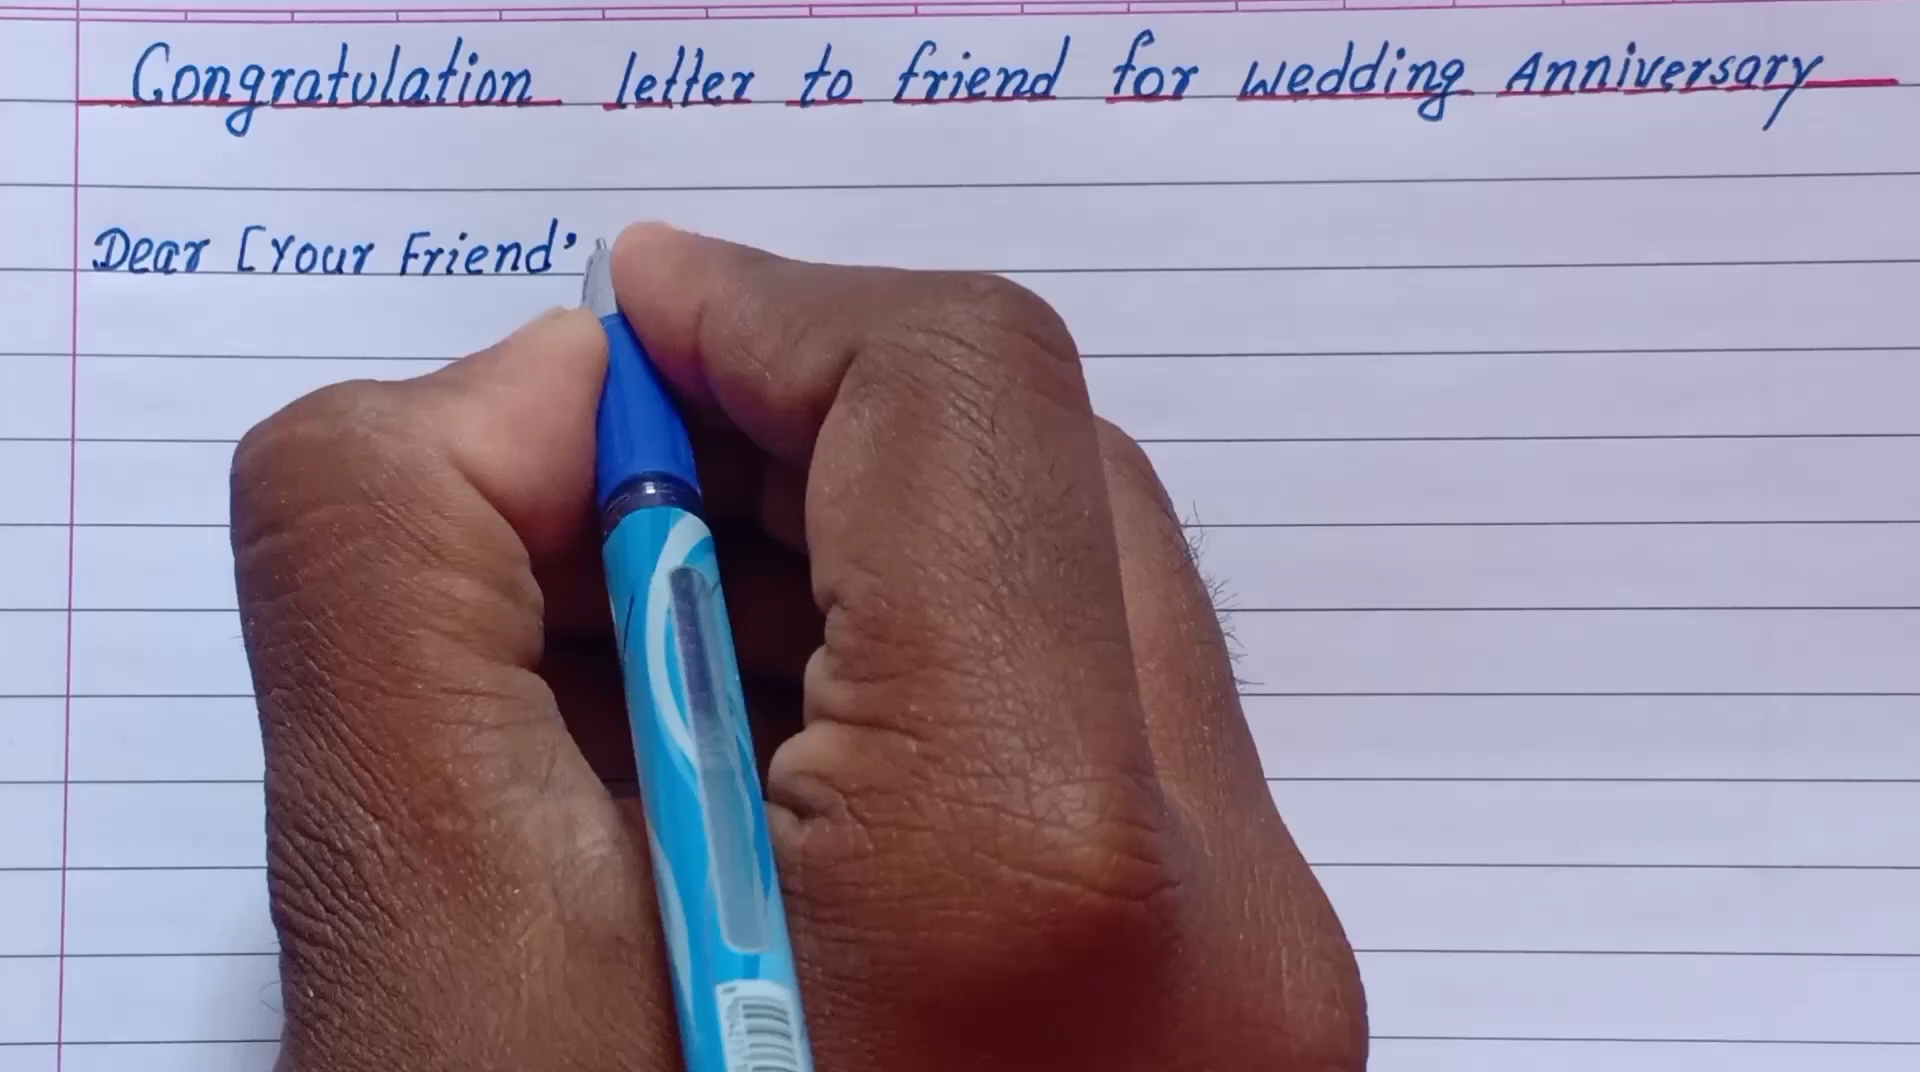 Congratulation letter to friend for wedding Anniversary
Dear [Your Friend'